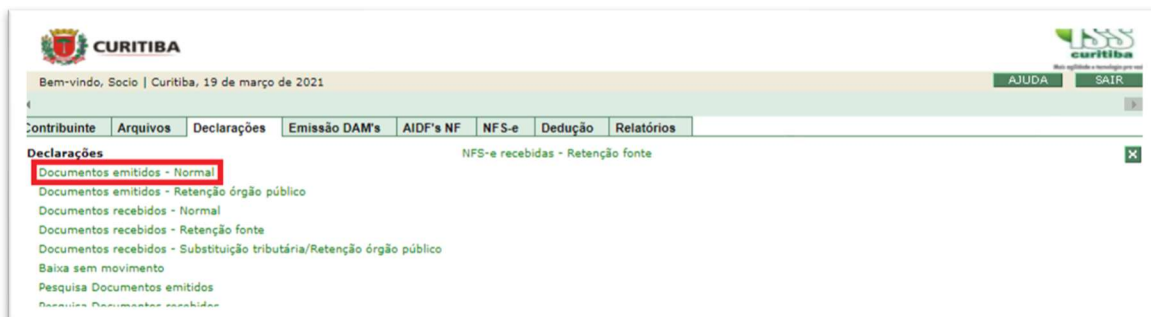 CURITIBA
ISS
curitiba
Bem-vindo, Socio | Curitiba, 19 de março de 2021
AJUDA
SAIR
Contribuinte
Arquivos
Declarações
Emissão DAM's
AIDF's NF
NFS-e
Dedução
Relatórios
Declarações
NFS-e recebidas - Retenção fonte
Documentos emitidos - Normal
Documentos emitidos - Retenção órgão público
Documentos recebidos - Normal
Documentos recebidos - Retenção fonte
Documentos recebidos - Substituição tributária/Retenção órgão público
Baixa sem movimento
Pesquisa Documentos emitidos
Pesquisa Documentos recebidos